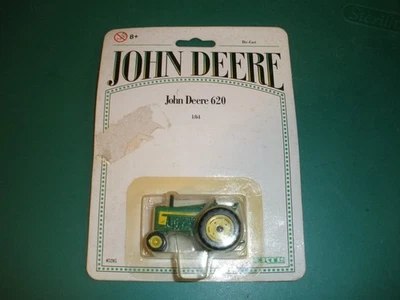 8+
Die-Cast
JOHN DEERE
John Deere 620
1/64